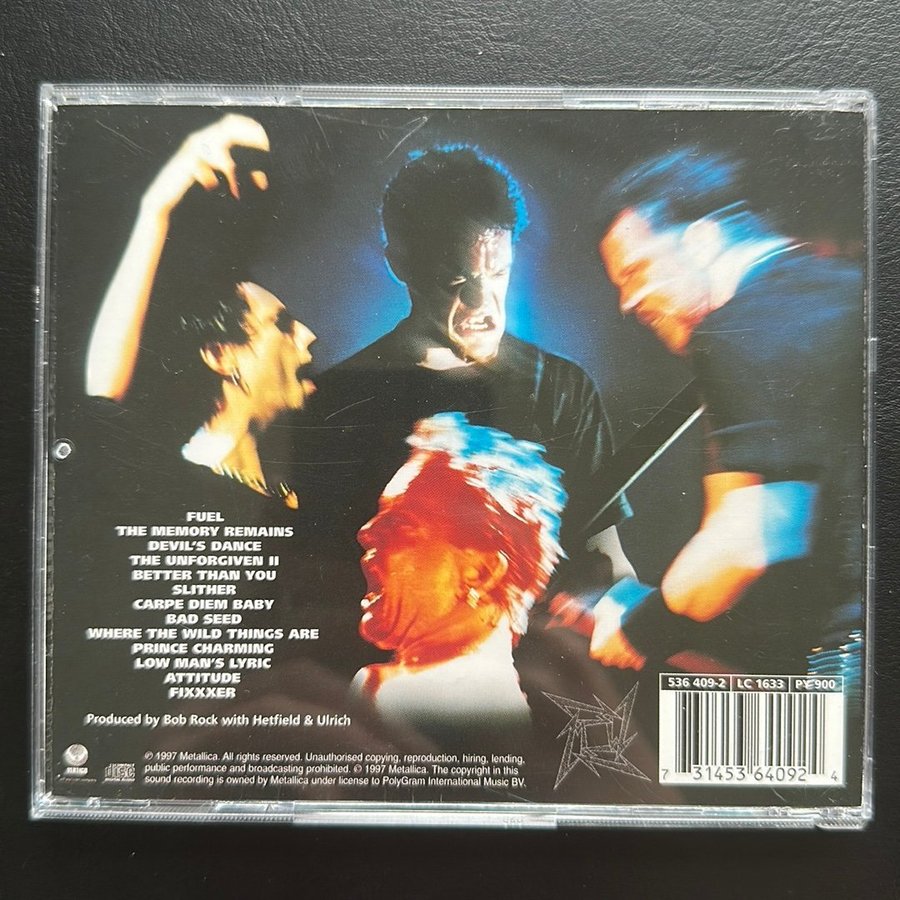 FUEL
THE MEMORY REMAINS
DEVIL'S DANCE
THE UNFORGIVEN II
BETTER THAN YOU
SLITHER
CARPE DIEM BABY
BAD SEED
WHERE THE WILD THINGS ARE
PRINCE CHARMING
LOW MAN'S LYRIC
ATTITUDE
FIXXXER
Produced by Bob Rock with Hetfield & Ulrich
536 409-2 LC 1633 PY 900
7 31453 64092 4
VERTIGO
disc
℗ 1997 Metallica. All rights reserved. Unauthorised copying, reproduction, hiring, lending,
public performance and broadcasting prohibited. © 1997 Metallica. The copyright in this
sound recording is owned by Metallica under license to PolyGram International Music BV.